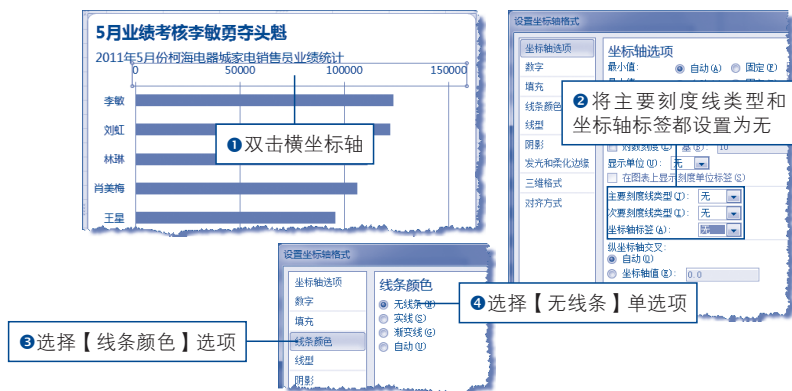 5月业绩考核李敏勇夺头魁
2011年5月份柯海电器城家电销售员业绩统计
0 50000 100000 150000
李敏
刘虹
林琳
肖美梅
王星
❶双击横坐标轴
设置坐标轴格式
坐标轴选项
数字
填充
线条颜色
线型
阴影
发光和柔化边缘
三维格式
对齐方式
坐标轴选项
最小值: 自动(A) 固定(F)
❷将主要刻度线类型和
坐标轴标签都设置为无
对数刻度(L) 基(B): 10
显示单位(U): 无
在图表上显示刻度单位标签(S)
主要刻度线类型(J): 无
次要刻度线类型(I): 无
坐标轴标签(A): 无
纵坐标轴交叉:
自动(O)
坐标轴值(E): 0.0
设置坐标轴格式
坐标轴选项
数字
填充
线条颜色
线型
阴影
线条颜色
无线条(N)
实线(S)
渐变线(G)
自动(U)
❸选择【线条颜色】选项
❹选择【无线条】单选项